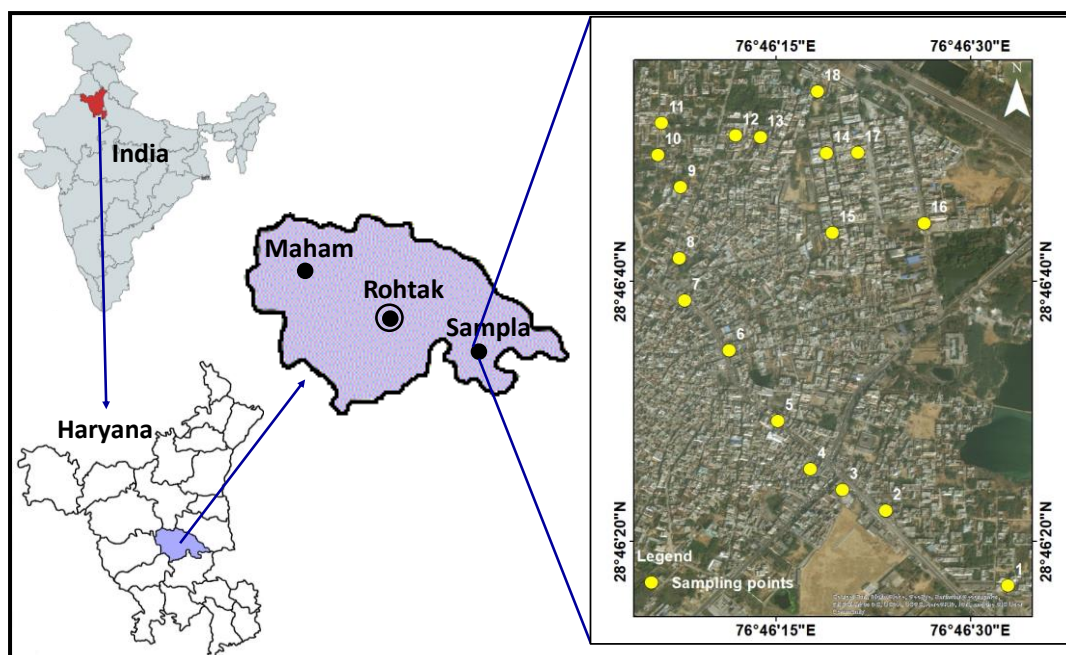 India
Haryana
Maham
Rohtak
Sampla
76°46'15"E
76°46'30"E
N
18
11
12
13
10
14
17
9
16
15
8
28°46'40"N
28°46'40"N
7
6
5
4
3
2
28°46'20"N
28°46'20"N
Legend
1
Sampling points
76°46'15"E
76°46'30"E